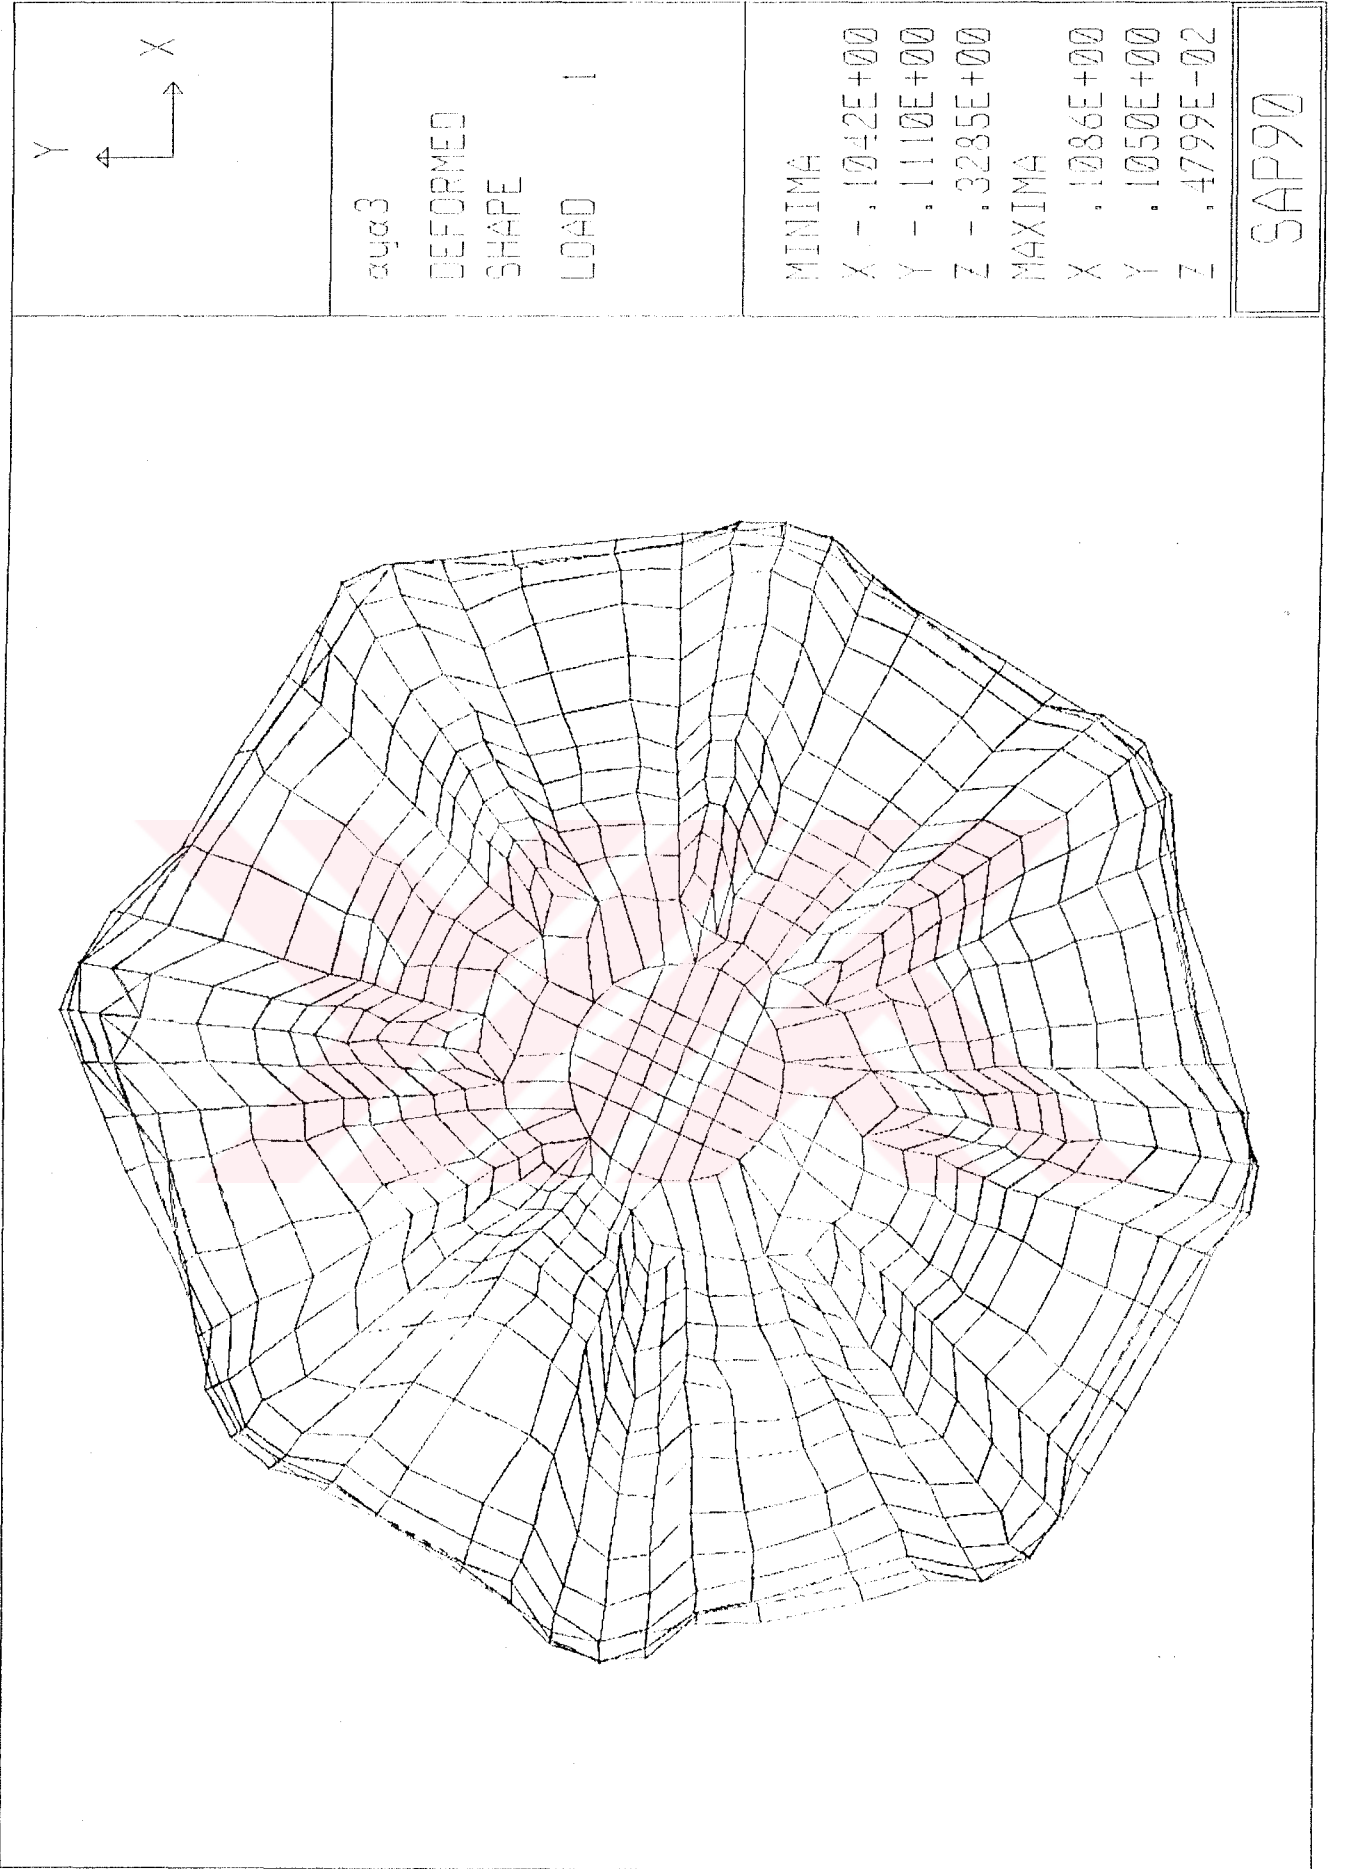 Y
X
aya3
DEFORMED
SHAPE
LOAD 1
MINIMA
X -.1042E+00
Y -.1110E+00
Z -.3285E+00
MAXIMA
X .1086E+00
Y .1050E+00
Z .4799E-02
SAP90